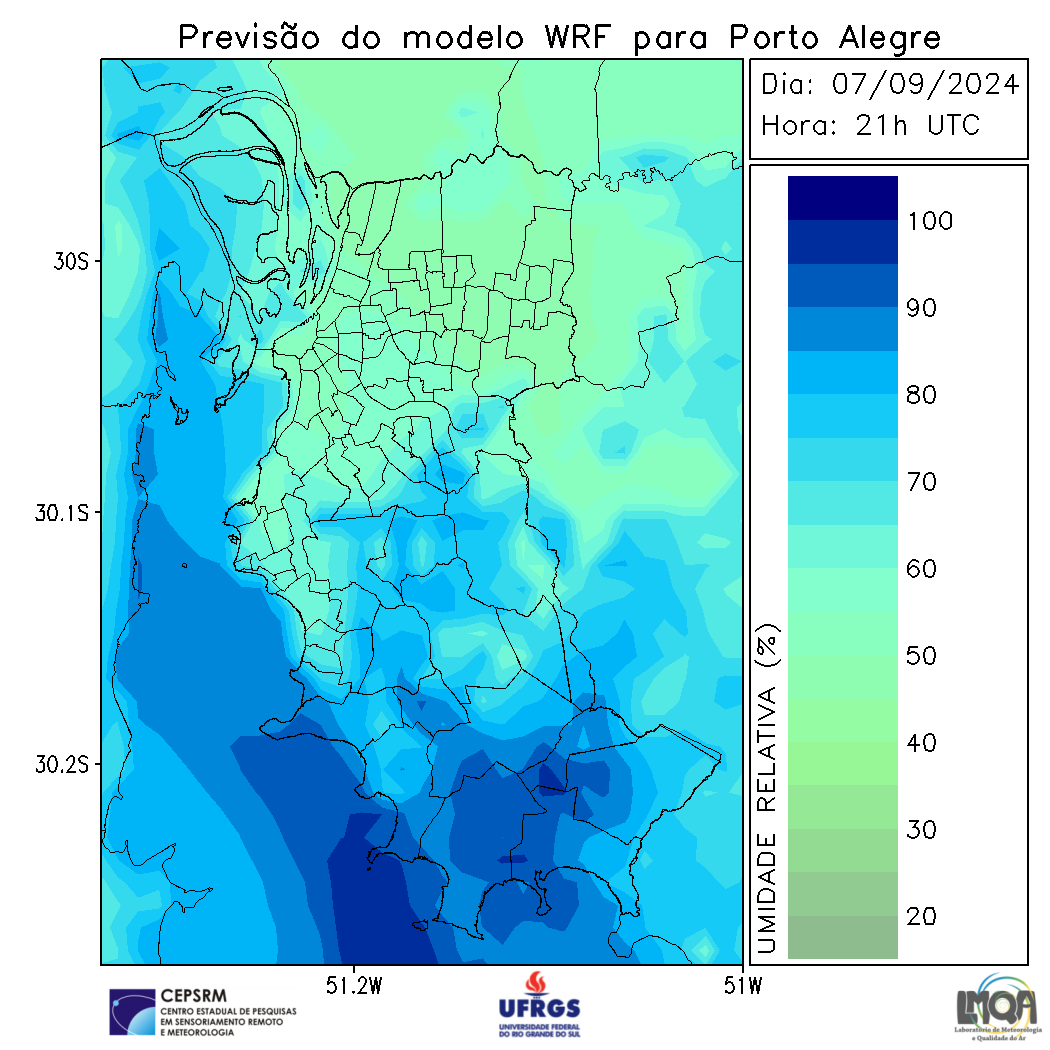 Previsão do modelo WRF para Porto Alegre
Dia: 07/09/2024
Hora: 21h UTC
30S
30.1S
30.2S
51.2W
51W
UMIDADE RELATIVA (%)
100
90
80
70
60
50
40
30
20
CEPSRM
CENTRO ESTADUAL DE PESQUISAS
EM SENSORIAMENTO REMOTO
E METEOROLOGIA
UFRGS
UNIVERSIDADE FEDERAL
DO RIO GRANDE DO SUL
LMQA
Laboratório de Meteorologia
e Qualidade do Ar